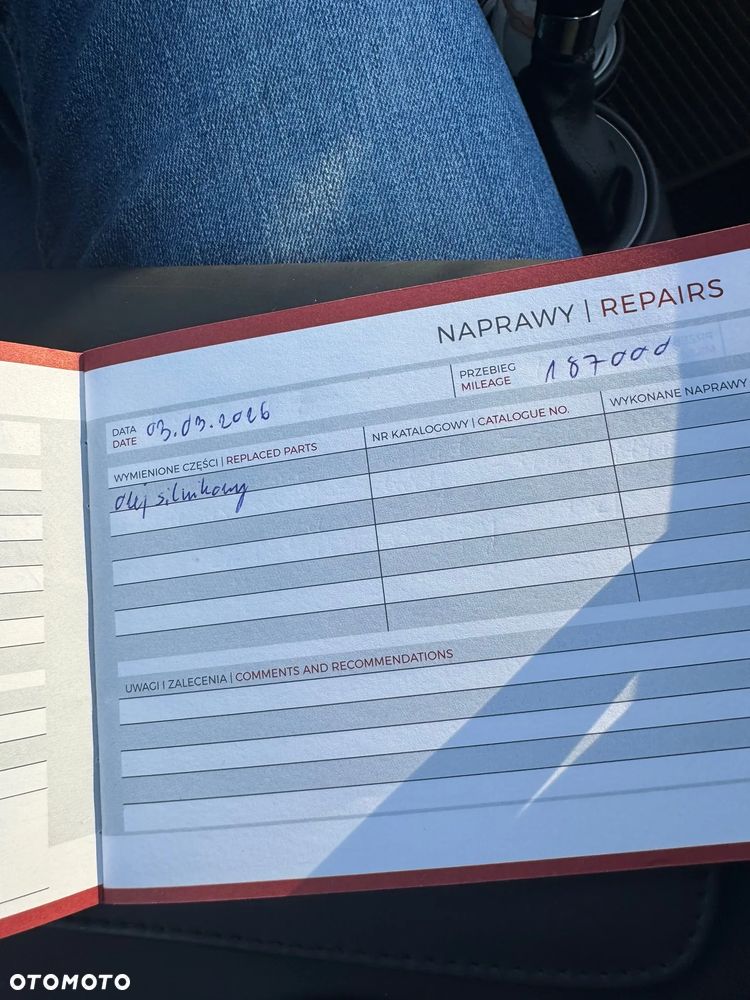 NAPRAWY | REPAIRS
DATA
DATE
03.03.2026
PRZEBIEG
MILEAGE
187000
WYMIENIONE CZĘŚCI | REPLACED PARTS
NR KATALOGOWY | CATALOGUE NO.
WYKONANE NAPRAWY
olej silnikowy
UWAGI I ZALECENIA | COMMENTS AND RECOMMENDATIONS
OTOMOTO